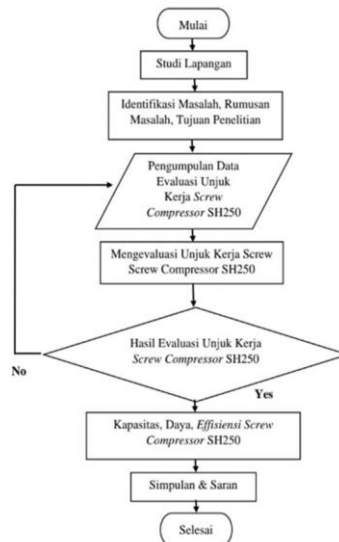 Mulai
Studi Lapangan
Identifikasi Masalah, Rumusan
Masalah, Tujuan Penelitian
Pengumpulan Data
Evaluasi Unjuk
Kerja Screw
Compressor SH250
Mengevaluasi Unjuk Kerja Screw
Screw Compressor SH250
Hasil Evaluasi Unjuk Kerja
Screw Compressor SH250
No
Yes
Kapasitas, Daya, Effisiensi Screw
Compressor SH250
Simpulan & Saran
Selesai